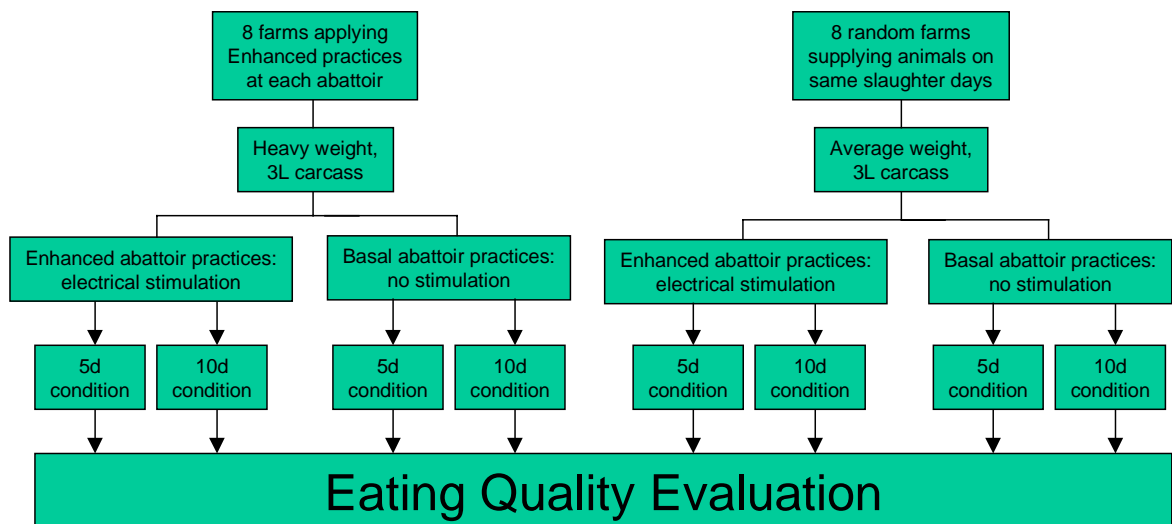 8 farms applying
Enhanced practices
at each abattoir
8 random farms
supplying animals on
same slaughter days
Heavy weight,
3L carcass
Average weight,
3L carcass
Enhanced abattoir practices:
electrical stimulation
Basal abattoir practices:
no stimulation
Enhanced abattoir practices:
electrical stimulation
Basal abattoir practices:
no stimulation
5d
condition
10d
condition
5d
condition
10d
condition
5d
condition
10d
condition
5d
condition
10d
condition
Eating Quality Evaluation